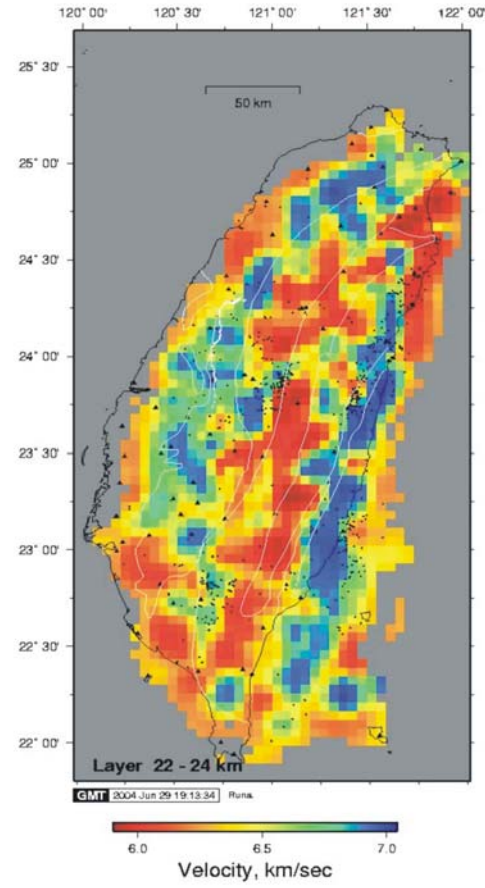 120° 00' 120° 30' 121° 00' 121° 30' 122° 00'
25° 30'
50 km
25° 00'
24° 30'
24° 00'
23° 30'
23° 00'
22° 30'
22° 00'
Layer 22 - 24 km
GMT 2004 Jun 29 19:13:34 Runa.
6.0 6.5 7.0
Velocity, km/sec